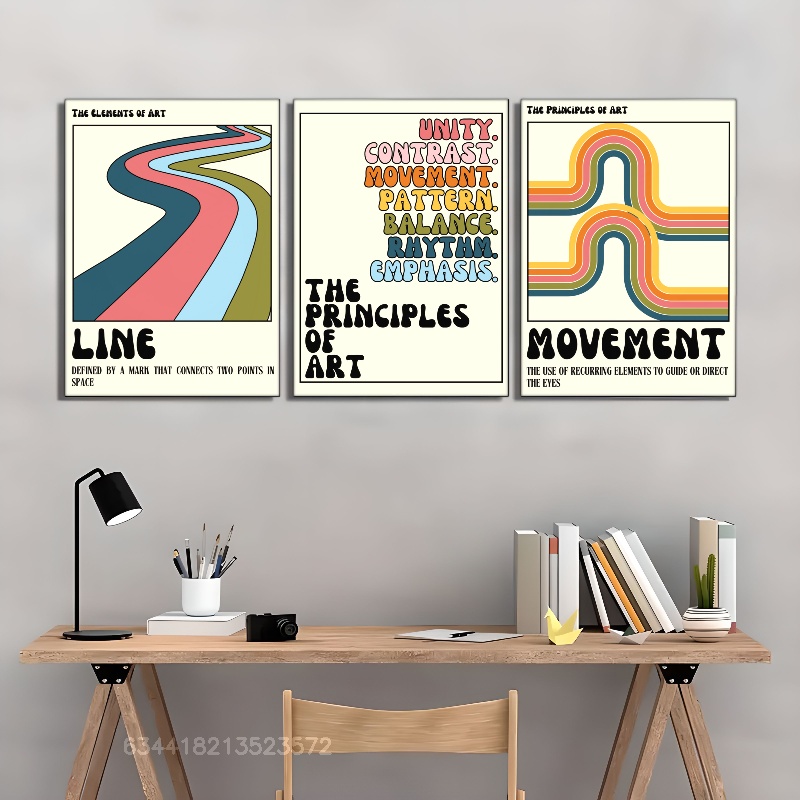 THE ELEMENTS OF ART
LINE
DEFINED BY A MARK THAT CONNECTS TWO POINTS IN
SPACE
UNITY.
CONTRAST.
MOVEMENT.
PATTERN.
BALANCE.
RHYTHM.
EMPHASIS.
THE
PRINCIPLES
OF
ART
THE PRINCIPLES OF ART
MOVEMENT
THE USE OF RECURRING ELEMENTS TO GUIDE OR DIRECT
THE EYES
634418213523572